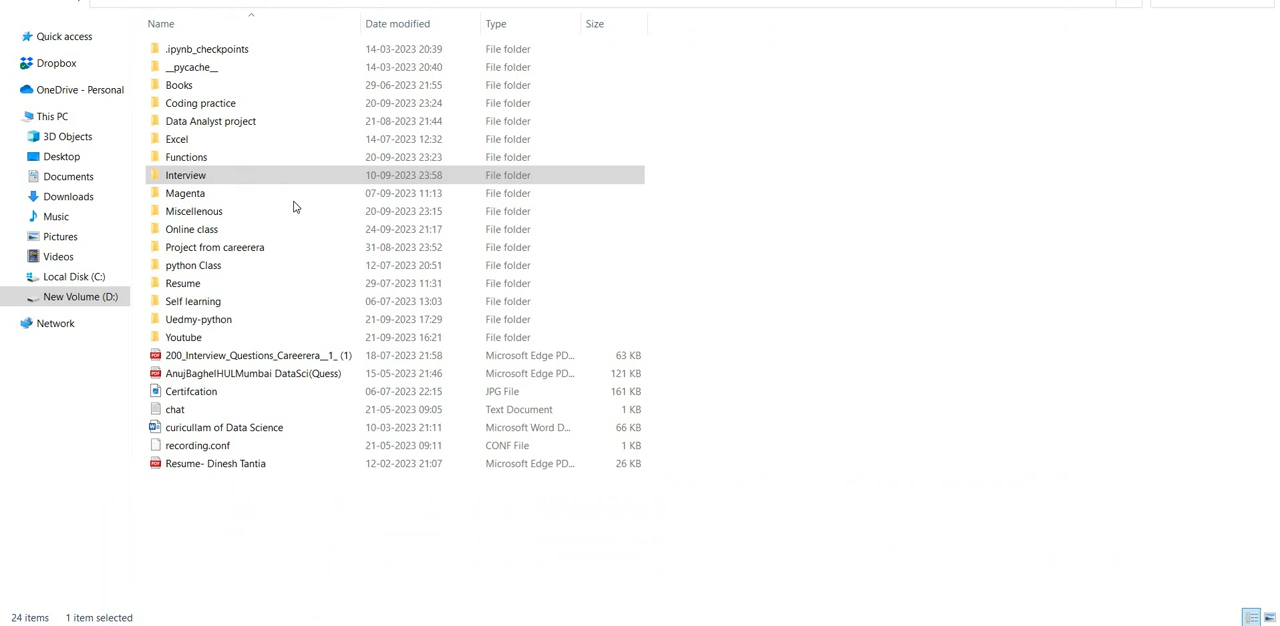 Name Date modified Type Size
Quick access
Dropbox
OneDrive - Personal
This PC
3D Objects
Desktop
Documents
Downloads
Music
Pictures
Videos
Local Disk (C:)
New Volume (D:)
Network
.ipynb_checkpoints 14-03-2023 20:39 File folder
__pycache__ 14-03-2023 20:40 File folder
Books 29-06-2023 21:55 File folder
Coding practice 20-09-2023 23:24 File folder
Data Analyst project 21-08-2023 21:44 File folder
Excel 14-07-2023 12:32 File folder
Functions 20-09-2023 23:23 File folder
Interview 10-09-2023 23:58 File folder
Magenta 07-09-2023 11:13 File folder
Miscellenous 20-09-2023 23:15 File folder
Online class 24-09-2023 21:17 File folder
Project from careerera 31-08-2023 23:52 File folder
python Class 12-07-2023 20:51 File folder
Resume 29-07-2023 11:31 File folder
Self learning 06-07-2023 13:03 File folder
Uedmy-python 21-09-2023 17:29 File folder
Youtube 21-09-2023 16:21 File folder
200_Interview_Questions_Careerera__1_ (1) 18-07-2023 21:58 Microsoft Edge PD... 63 KB
AnujBaghelHULMumbai DataSci(Quess) 15-05-2023 21:46 Microsoft Edge PD... 121 KB
Certifcation 06-07-2023 22:15 JPG File 161 KB
chat 21-05-2023 09:05 Text Document 1 KB
curicullam of Data Science 10-03-2023 21:11 Microsoft Word D... 66 KB
recording.conf 21-05-2023 09:11 CONF File 1 KB
Resume- Dinesh Tantia 12-02-2023 21:07 Microsoft Edge PD... 26 KB
24 items 1 item selected